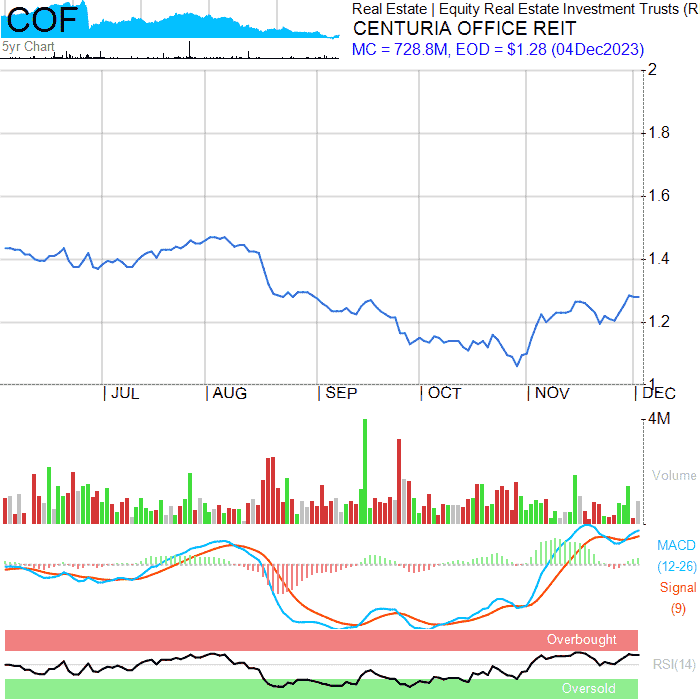 COF
5yr Chart
Real Estate | Equity Real Estate Investment Trusts (R
CENTURIA OFFICE REIT
MC = 728.8M, EOD = $1.28 (04Dec2023)
2
1.8
1.6
1.4
1.2
1
JUL AUG SEP OCT NOV DEC
4M
Volume
MACD
(12-26)
Signal
(9)
Overbought
RSI(14)
Oversold